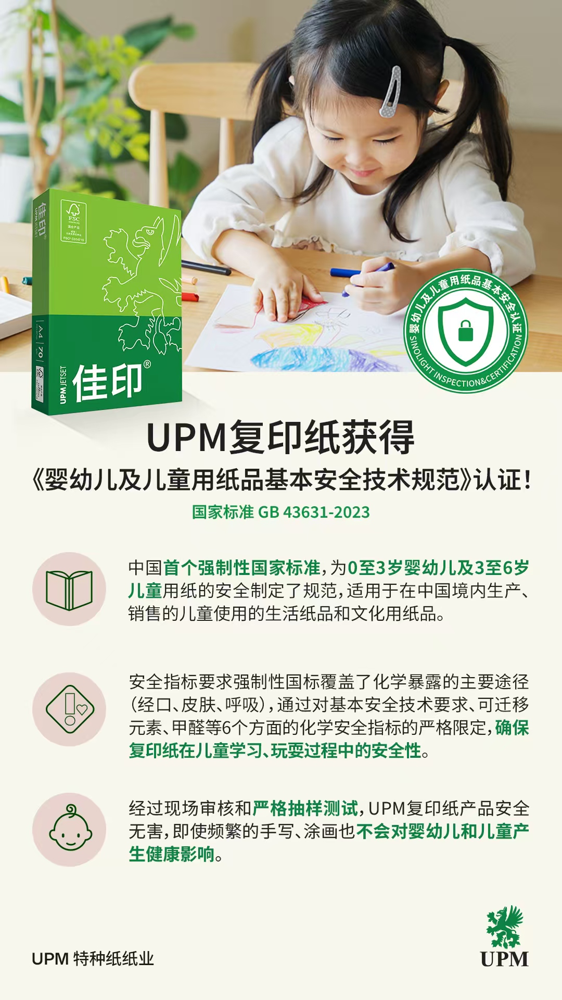 佳印®
UPM JETSET
FSC
混合产品
FSC® C014719
A4
70
UPM JETSET
佳印®
婴幼儿及儿童用纸品基本安全认证
SINOLIGHT INSPECTION&CERTIFICATION
UPM复印纸获得
《婴幼儿及儿童用纸品基本安全技术规范》认证！
国家标准 GB 43631-2023
中国首个强制性国家标准，为0至3岁婴幼儿及3至6岁
儿童用纸的安全制定了规范，适用于在中国境内生产、
销售的儿童使用的生活纸品和文化用纸品。
安全指标要求强制性国标覆盖了化学暴露的主要途径
（经口、皮肤、呼吸），通过对基本安全技术要求、可迁移
元素、甲醛等6个方面的化学安全指标的严格限定，确保
复印纸在儿童学习、玩耍过程中的安全性。
经过现场审核和严格抽样测试，UPM复印纸产品安全
无害，即使频繁的手写、涂画也不会对婴幼儿和儿童产
生健康影响。
UPM 特种纸纸业
UPM